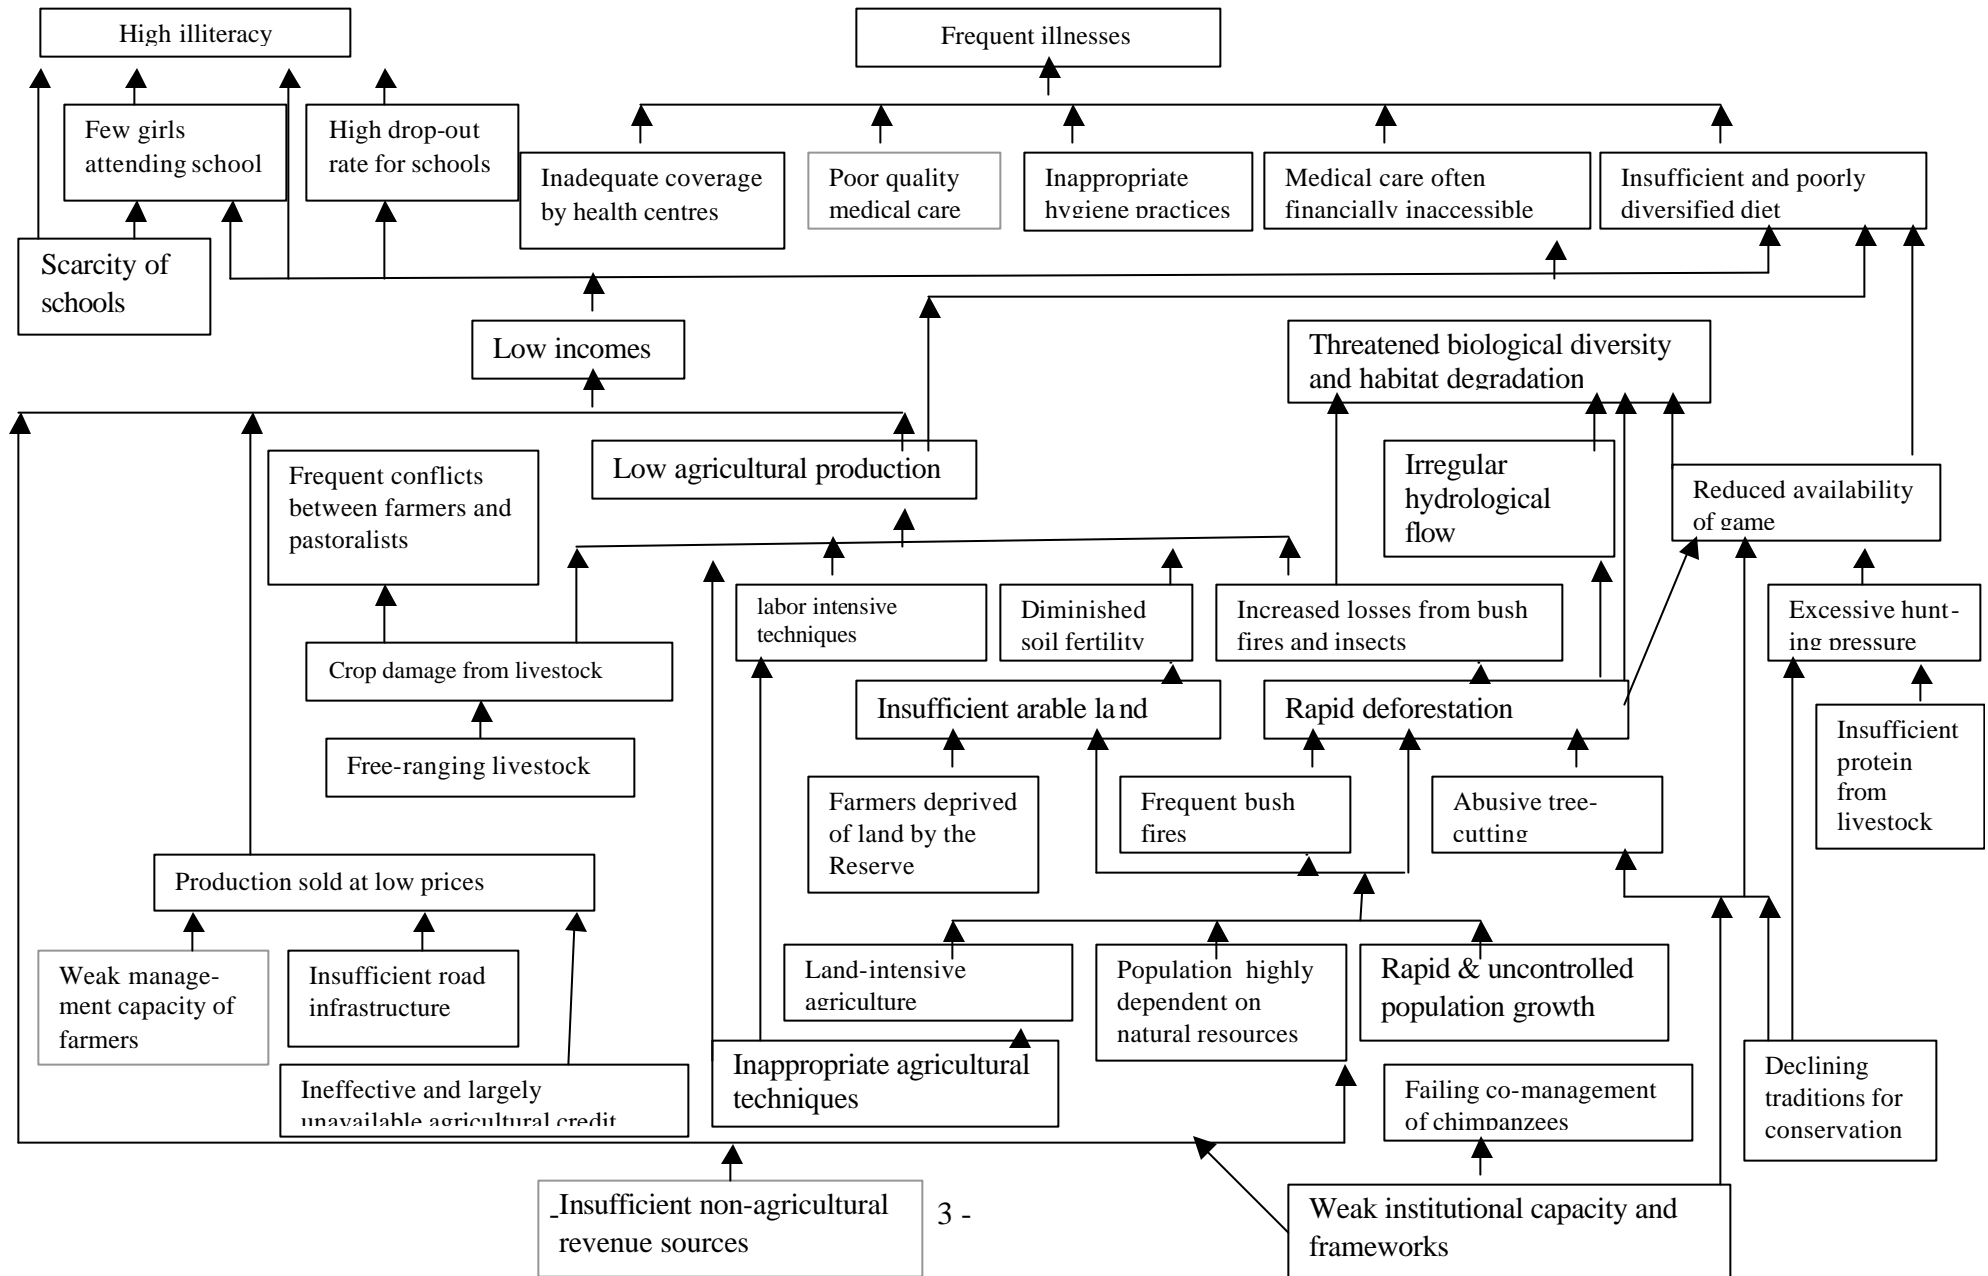 High illiteracy
Frequent illnesses
Few girls
attending school
High drop-out
rate for schools
Inadequate coverage
by health centres
Poor quality
medical care
Inappropriate
hygiene practices
Medical care often
financially inaccessible
Insufficient and poorly
diversified diet
Scarcity of
schools
Low incomes
Threatened biological diversity
and habitat degradation
Frequent conflicts
between farmers and
pastoralists
Low agricultural production
Irregular
hydrological
flow
Reduced availability
of game
labor intensive
techniques
Diminished
soil fertility
Increased losses from bush
fires and insects
Excessive hunt-
ing pressure
Crop damage from livestock
Insufficient arable land
Rapid deforestation
Free-ranging livestock
Insufficient
protein
from
livestock
Farmers deprived
of land by the
Reserve
Frequent bush
fires
Abusive tree-
cutting
Production sold at low prices
Weak manage-
ment capacity of
farmers
Insufficient road
infrastructure
Land-intensive
agriculture
Population highly
dependent on
natural resources
Rapid & uncontrolled
population growth
Ineffective and largely
unavailable agricultural credit
Inappropriate agricultural
techniques
Failing co-management
of chimpanzees
Declining
traditions for
conservation
Insufficient non-agricultural
revenue sources
- 3 -
Weak institutional capacity and
frameworks